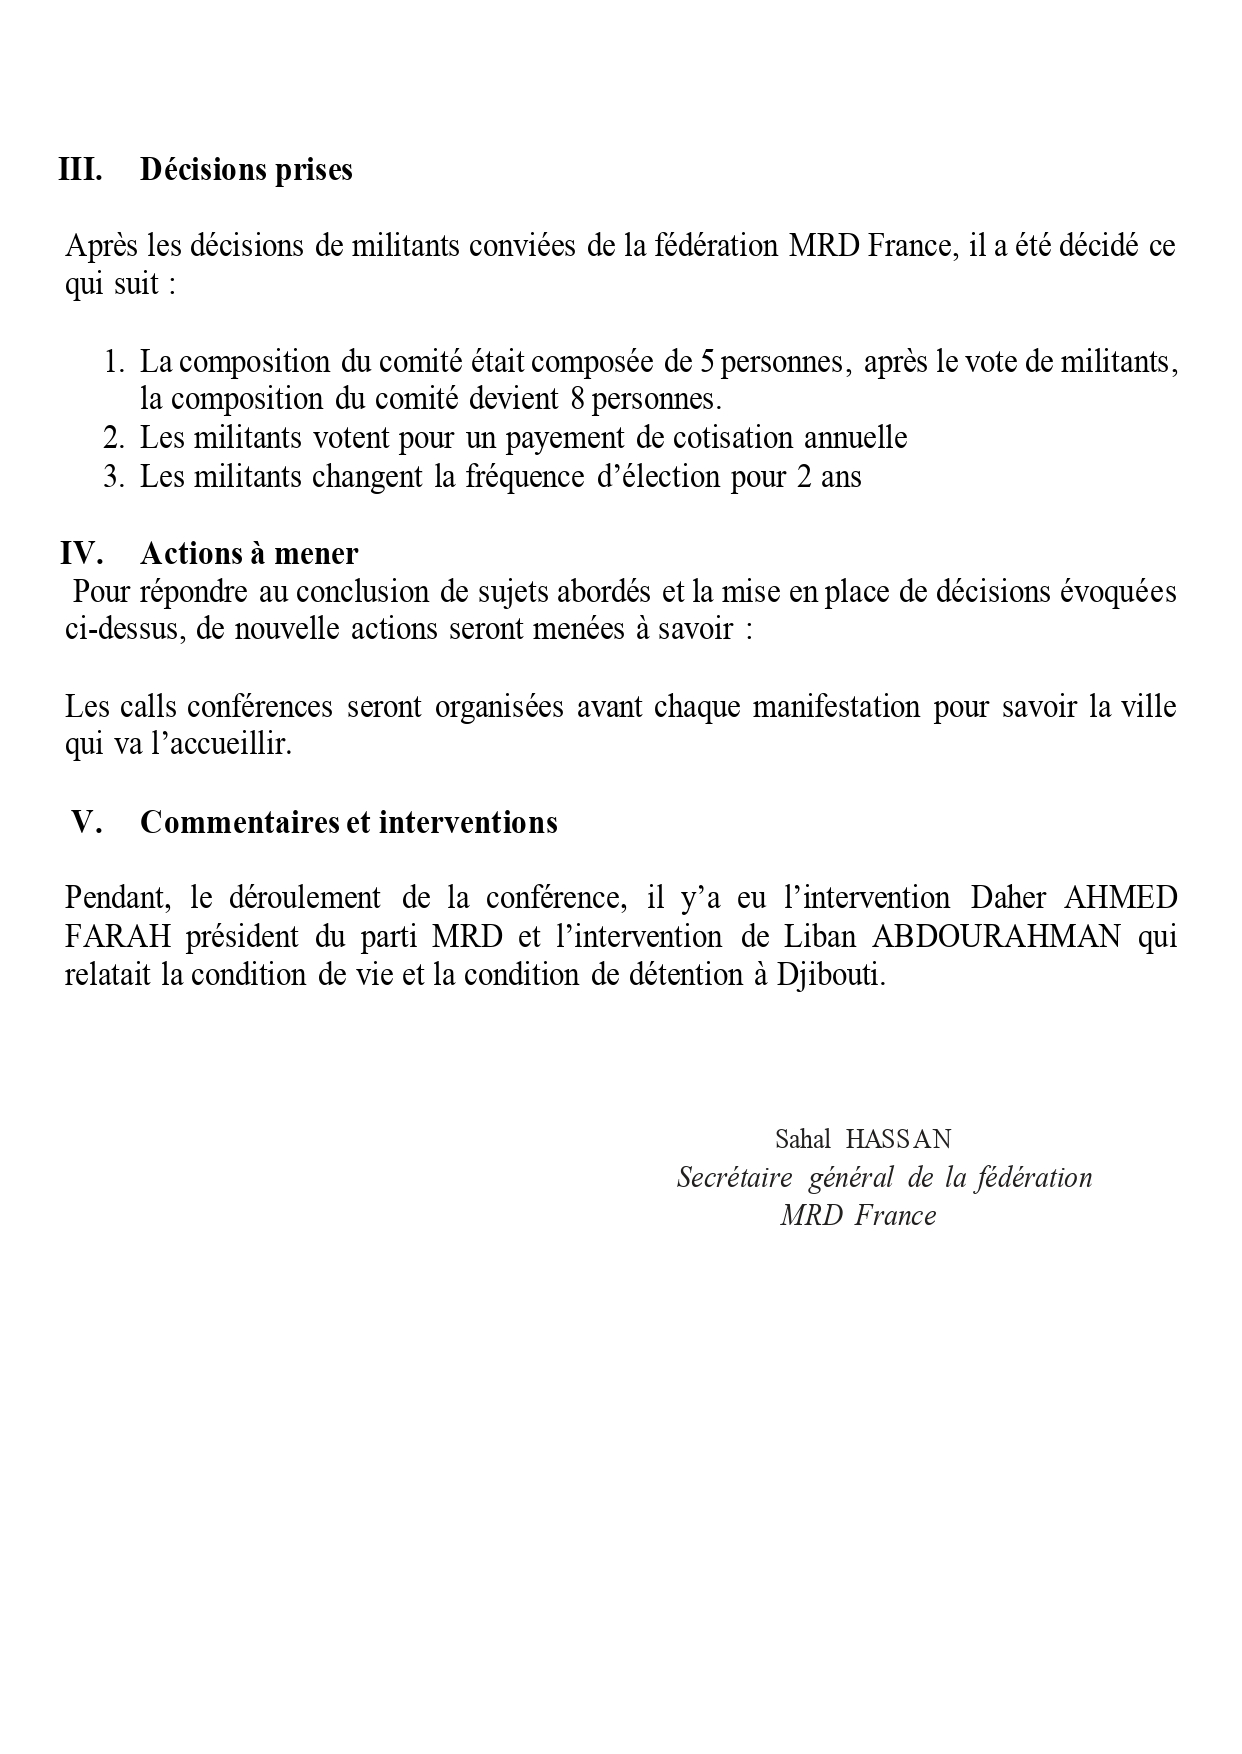 III. Décisions prises
Après les décisions de militants conviées de la fédération MRD France, il a été décidé ce
qui suit :
1. La composition du comité était composée de 5 personnes, après le vote de militants,
la composition du comité devient 8 personnes.
2. Les militants votent pour un payement de cotisation annuelle
3. Les militants changent la fréquence d’élection pour 2 ans
IV. Actions à mener
Pour répondre au conclusion de sujets abordés et la mise en place de décisions évoquées
ci-dessus, de nouvelle actions seront menées à savoir :
Les calls conférences seront organisées avant chaque manifestation pour savoir la ville
qui va l’accueillir.
V. Commentaires et interventions
Pendant, le déroulement de la conférence, il y’a eu l’intervention Daher AHMED
FARAH président du parti MRD et l’intervention de Liban ABDOURAHMAN qui
relatait la condition de vie et la condition de détention à Djibouti.
Sahal HASSAN
Secrétaire général de la fédération
MRD France